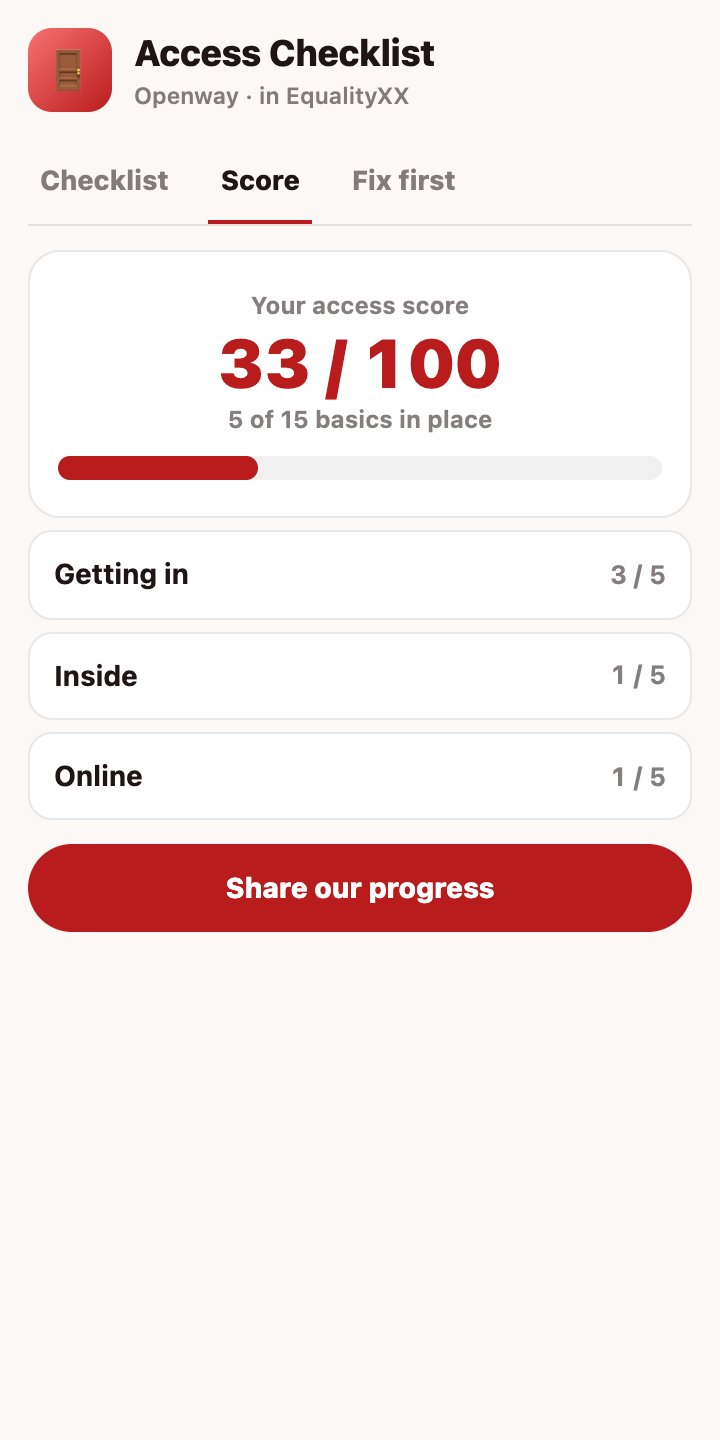 Access Checklist
Openway · in EqualityXX
Checklist Score Fix first
Your access score
33 / 100
5 of 15 basics in place
Getting in 3 / 5
Inside 1 / 5
Online 1 / 5
Share our progress